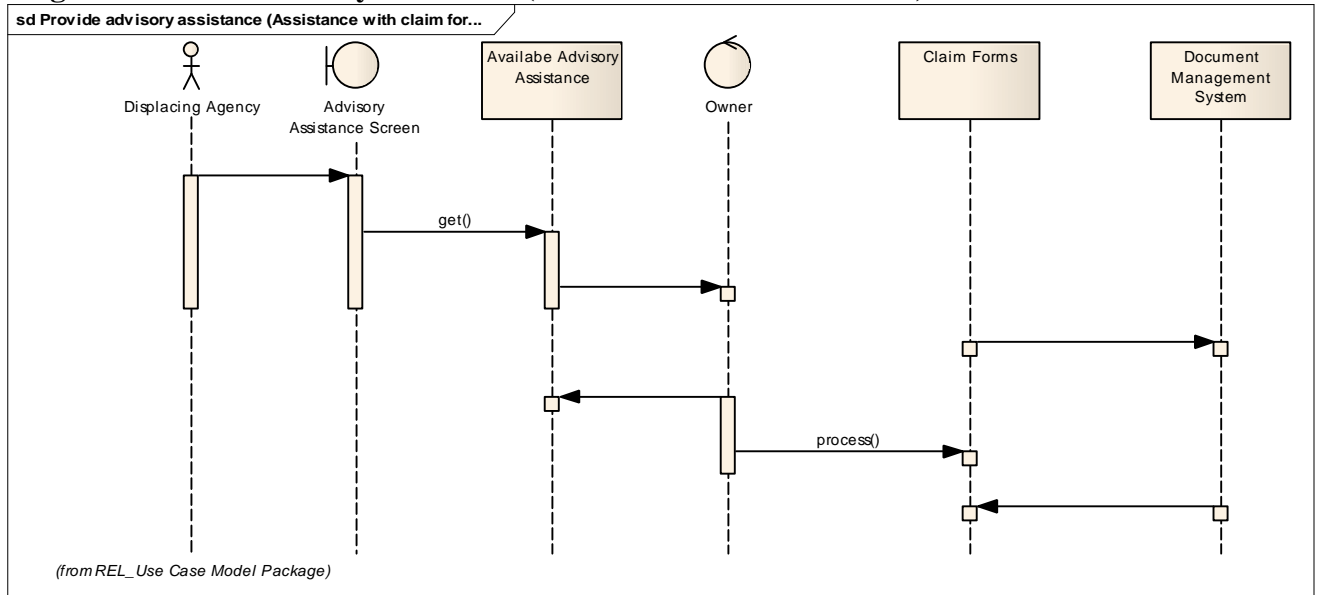 sd Provide advisory assistance (Assistance with claim for...
Displacing Agency
Advisory
Assistance Screen
Availabe Advisory
Assistance
Owner
Claim Forms
Document
Management
System
get()
process()
(from REL_Use Case Model Package)